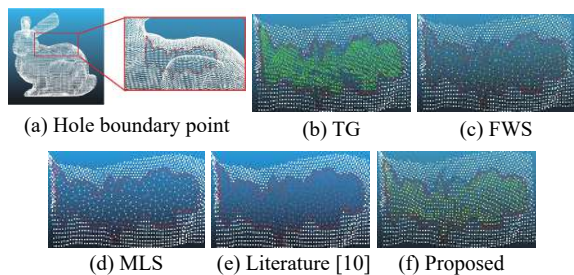 (a) Hole boundary point
(b) TG
(c) FWS
(d) MLS
(e) Literature [10]
(f) Proposed